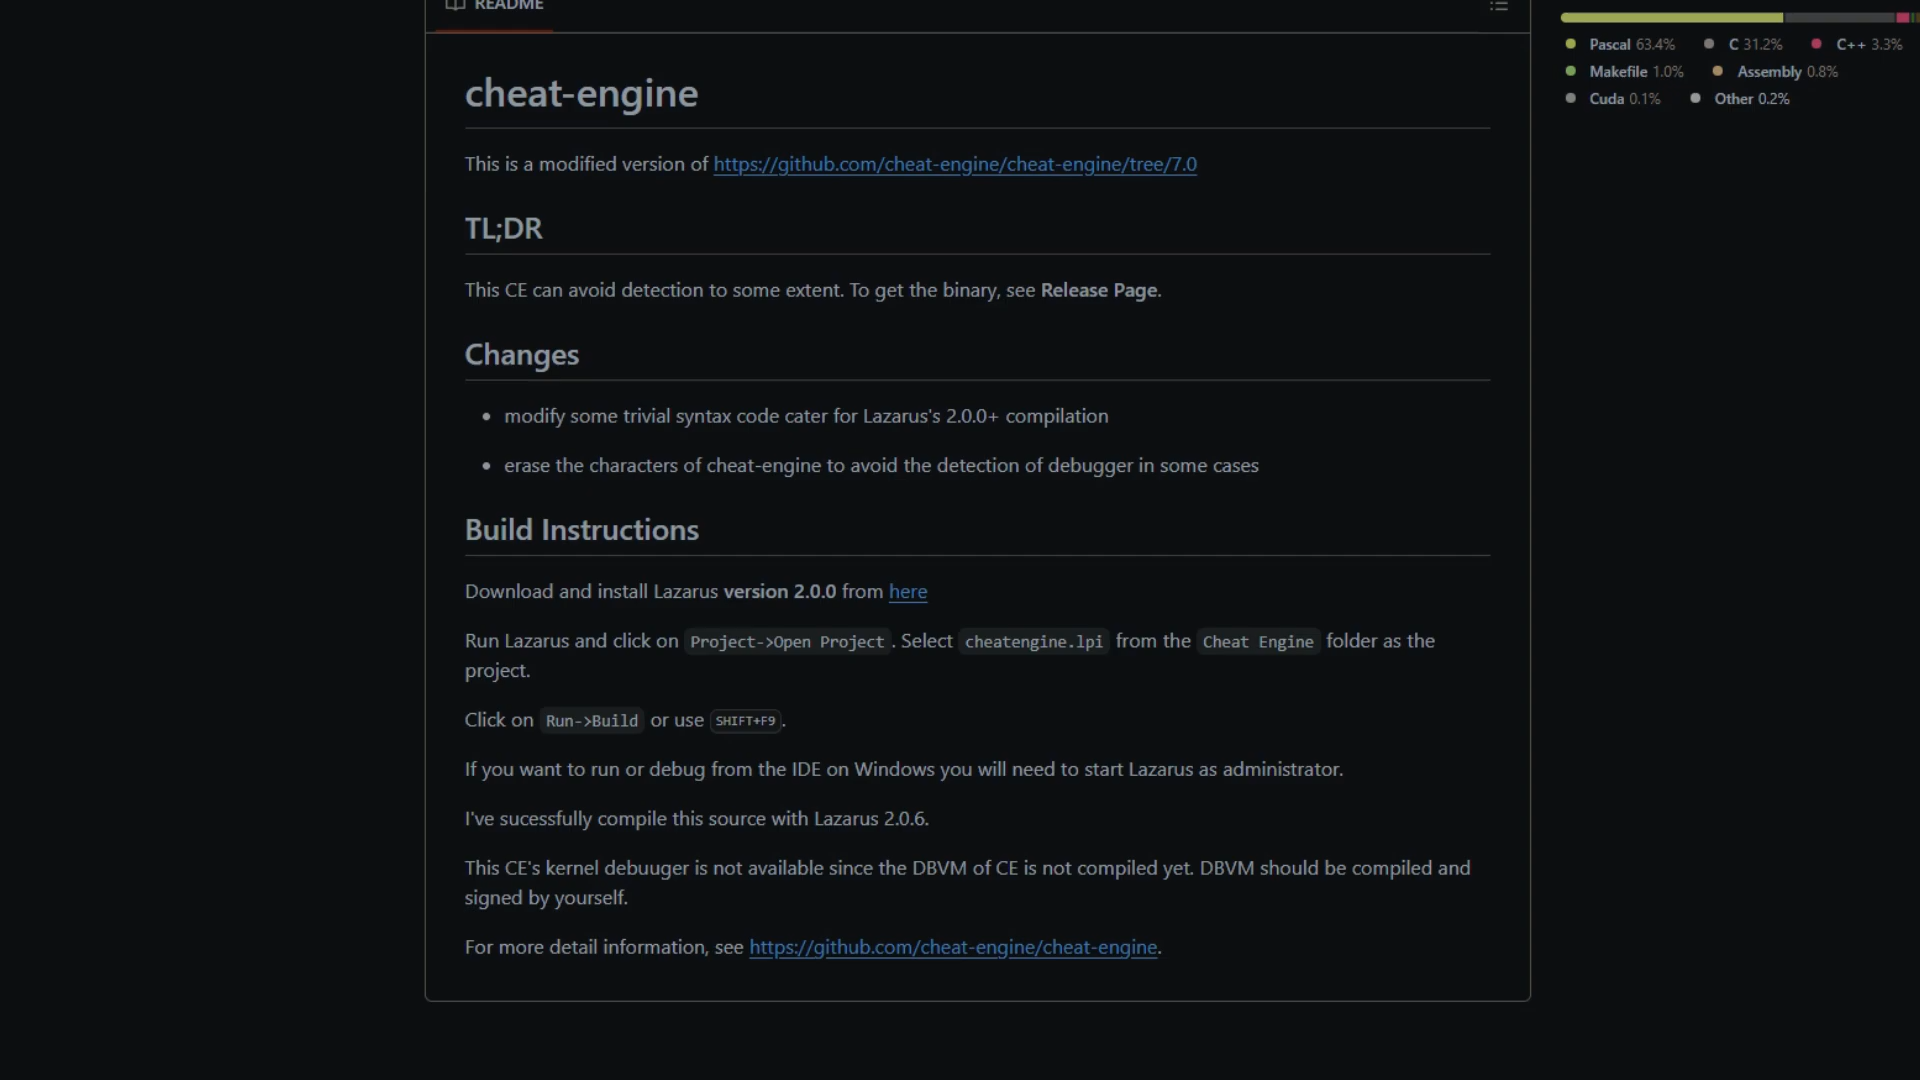 README
Pascal 63.4% C 31.2% C++ 3.3%
Makefile 1.0% Assembly 0.8%
Cuda 0.1% Other 0.2%
cheat-engine
This is a modified version of https://github.com/cheat-engine/cheat-engine/tree/7.0
TL;DR
This CE can avoid detection to some extent. To get the binary, see Release Page.
Changes
• modify some trivial syntax code cater for Lazarus's 2.0.0+ compilation
• erase the characters of cheat-engine to avoid the detection of debugger in some cases
Build Instructions
Download and install Lazarus version 2.0.0 from here
Run Lazarus and click on Project->Open Project. Select cheatengine.lpi from the Cheat Engine folder as the
project.
Click on Run->Build or use SHIFT+F9.
If you want to run or debug from the IDE on Windows you will need to start Lazarus as administrator.
I've sucessfully compile this source with Lazarus 2.0.6.
This CE's kernel debuuger is not available since the DBVM of CE is not compiled yet. DBVM should be compiled and
signed by yourself.
For more detail information, see https://github.com/cheat-engine/cheat-engine.